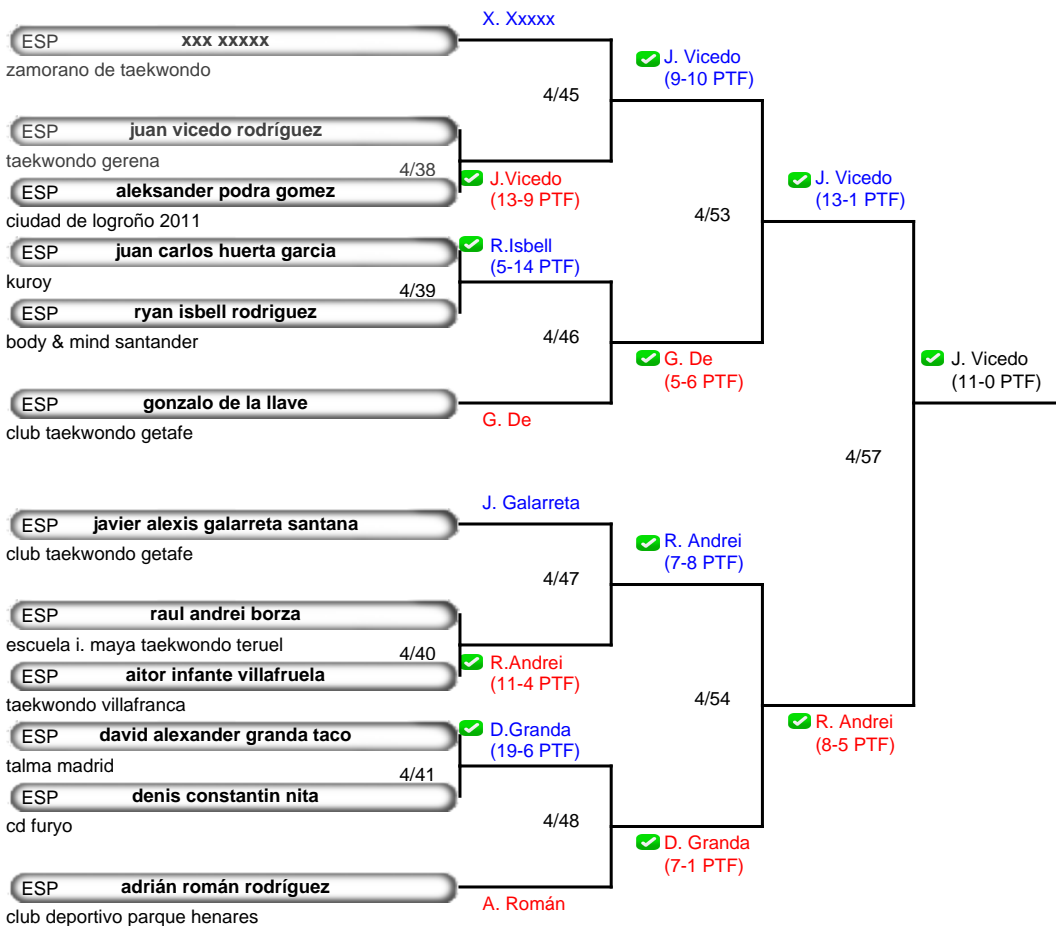 X. Xxxxx
ESP xxx xxxxx
zamorano de taekwondo
J. Vicedo
(9-10 PTF)
4/45
ESP juan vicedo rodríguez
taekwondo gerena
4/38
J.Vicedo
(13-9 PTF)
ESP aleksander podra gomez
ciudad de logroño 2011
J. Vicedo
(13-1 PTF)
4/53
ESP juan carlos huerta garcia
kuroy
R.Isbell
(5-14 PTF)
4/39
ESP ryan isbell rodriguez
body & mind santander
4/46
G. De
(5-6 PTF)
J. Vicedo
(11-0 PTF)
ESP gonzalo de la llave
club taekwondo getafe
G. De
4/57
J. Galarreta
ESP javier alexis galarreta santana
club taekwondo getafe
R. Andrei
(7-8 PTF)
4/47
ESP raul andrei borza
escuela i. maya taekwondo teruel
4/40
R.Andrei
(11-4 PTF)
ESP aitor infante villafruela
taekwondo villafranca
4/54
R. Andrei
(8-5 PTF)
ESP david alexander granda taco
talma madrid
D.Granda
(19-6 PTF)
4/41
ESP denis constantin nita
cd furyo
4/48
D. Granda
(7-1 PTF)
ESP adrián román rodríguez
club deportivo parque henares
A. Román